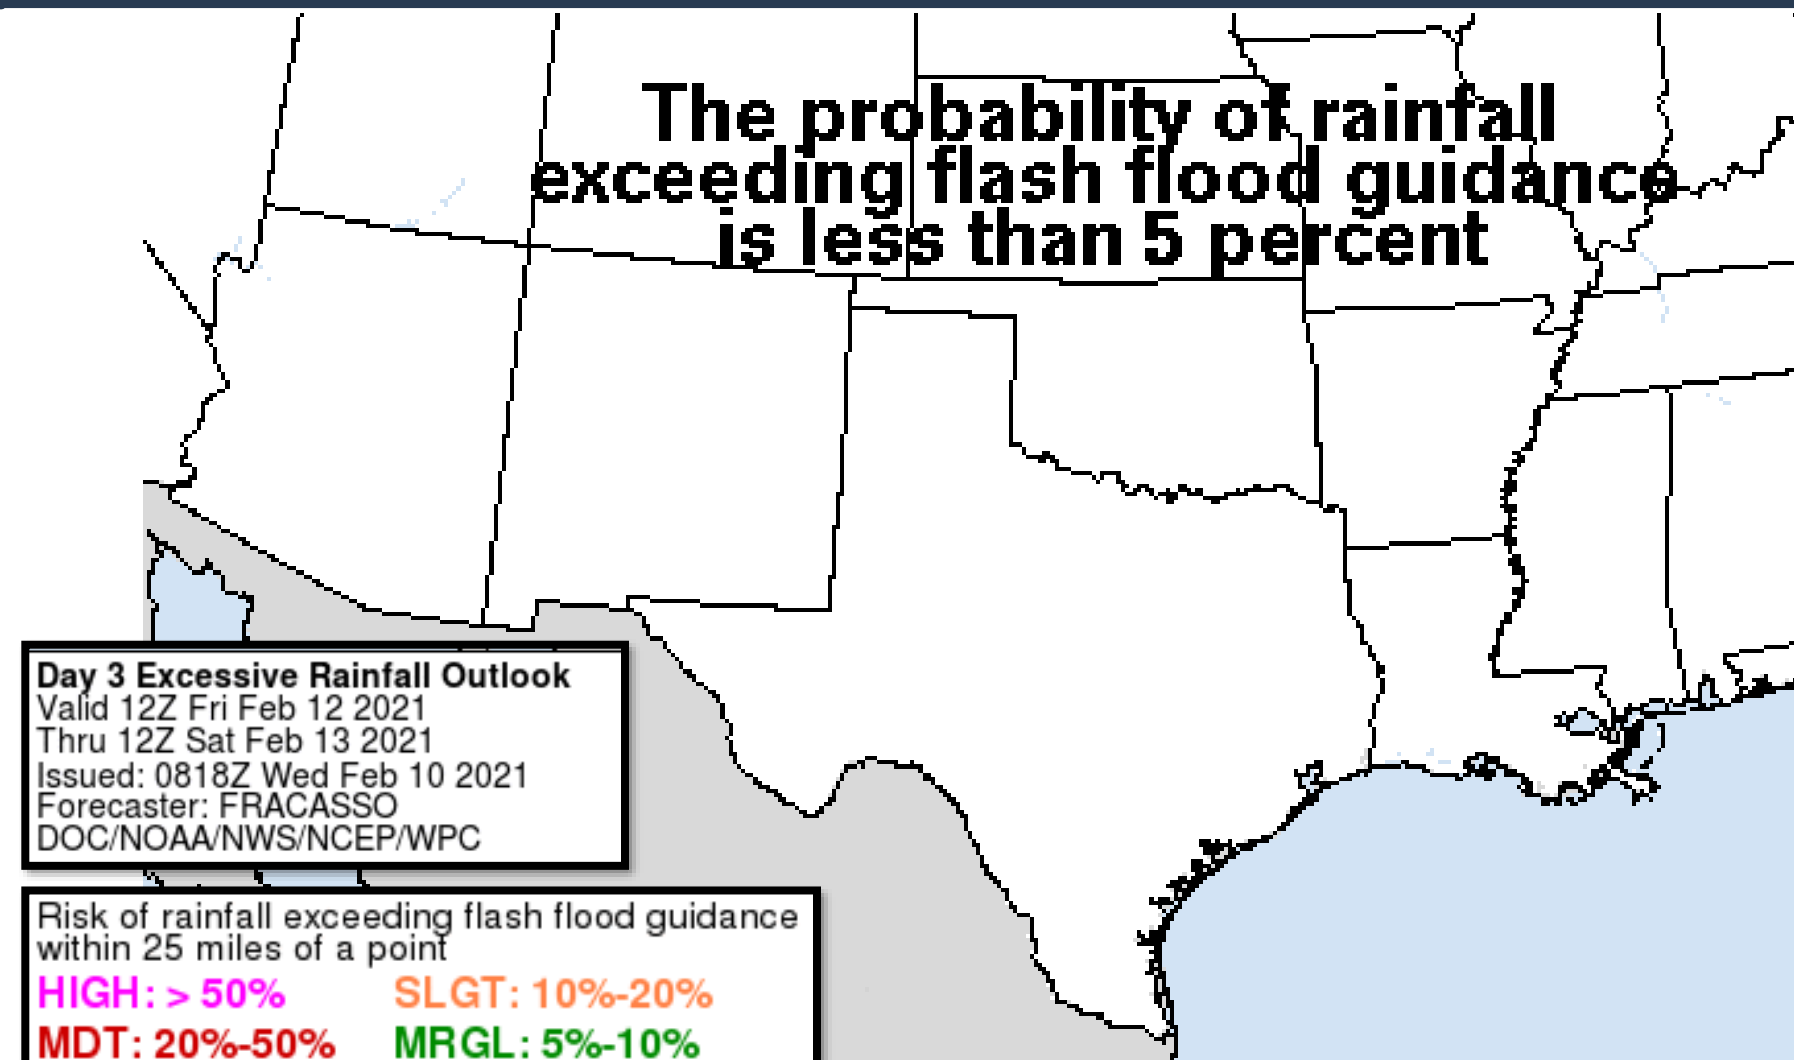 The probability of rainfall
exceeding flash flood guidance
is less than 5 percent
Day 3 Excessive Rainfall Outlook
Valid 12Z Fri Feb 12 2021
Thru 12Z Sat Feb 13 2021
Issued: 0818Z Wed Feb 10 2021
Forecaster: FRACASSO
DOC/NOAA/NWS/NCEP/WPC
Risk of rainfall exceeding flash flood guidance
within 25 miles of a point
HIGH: > 50% SLGT: 10%-20%
MDT: 20%-50% MRGL: 5%-10%